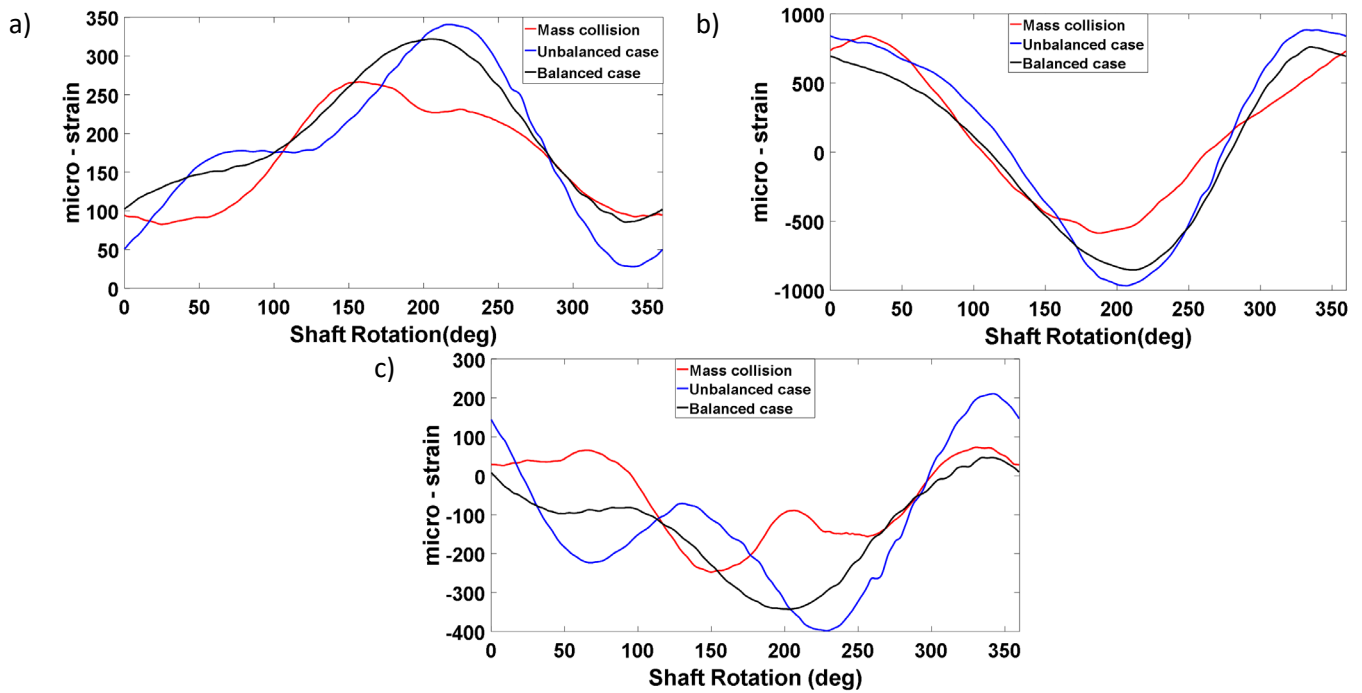 a)
350
300
250
200
150
100
50
0
micro - strain
Mass collision
Unbalanced case
Balanced case
0 50 100 150 200 250 300 350
Shaft Rotation(deg)
b)
1000
500
0
-500
-1000
micro - strain
Mass collision
Unbalanced case
Balanced case
0 50 100 150 200 250 300 350
Shaft Rotation(deg)
c)
300
200
100
0
-100
-200
-300
-400
micro - strain
Mass collision
Unbalanced case
Balanced case
0 50 100 150 200 250 300 350
Shaft Rotation (deg)